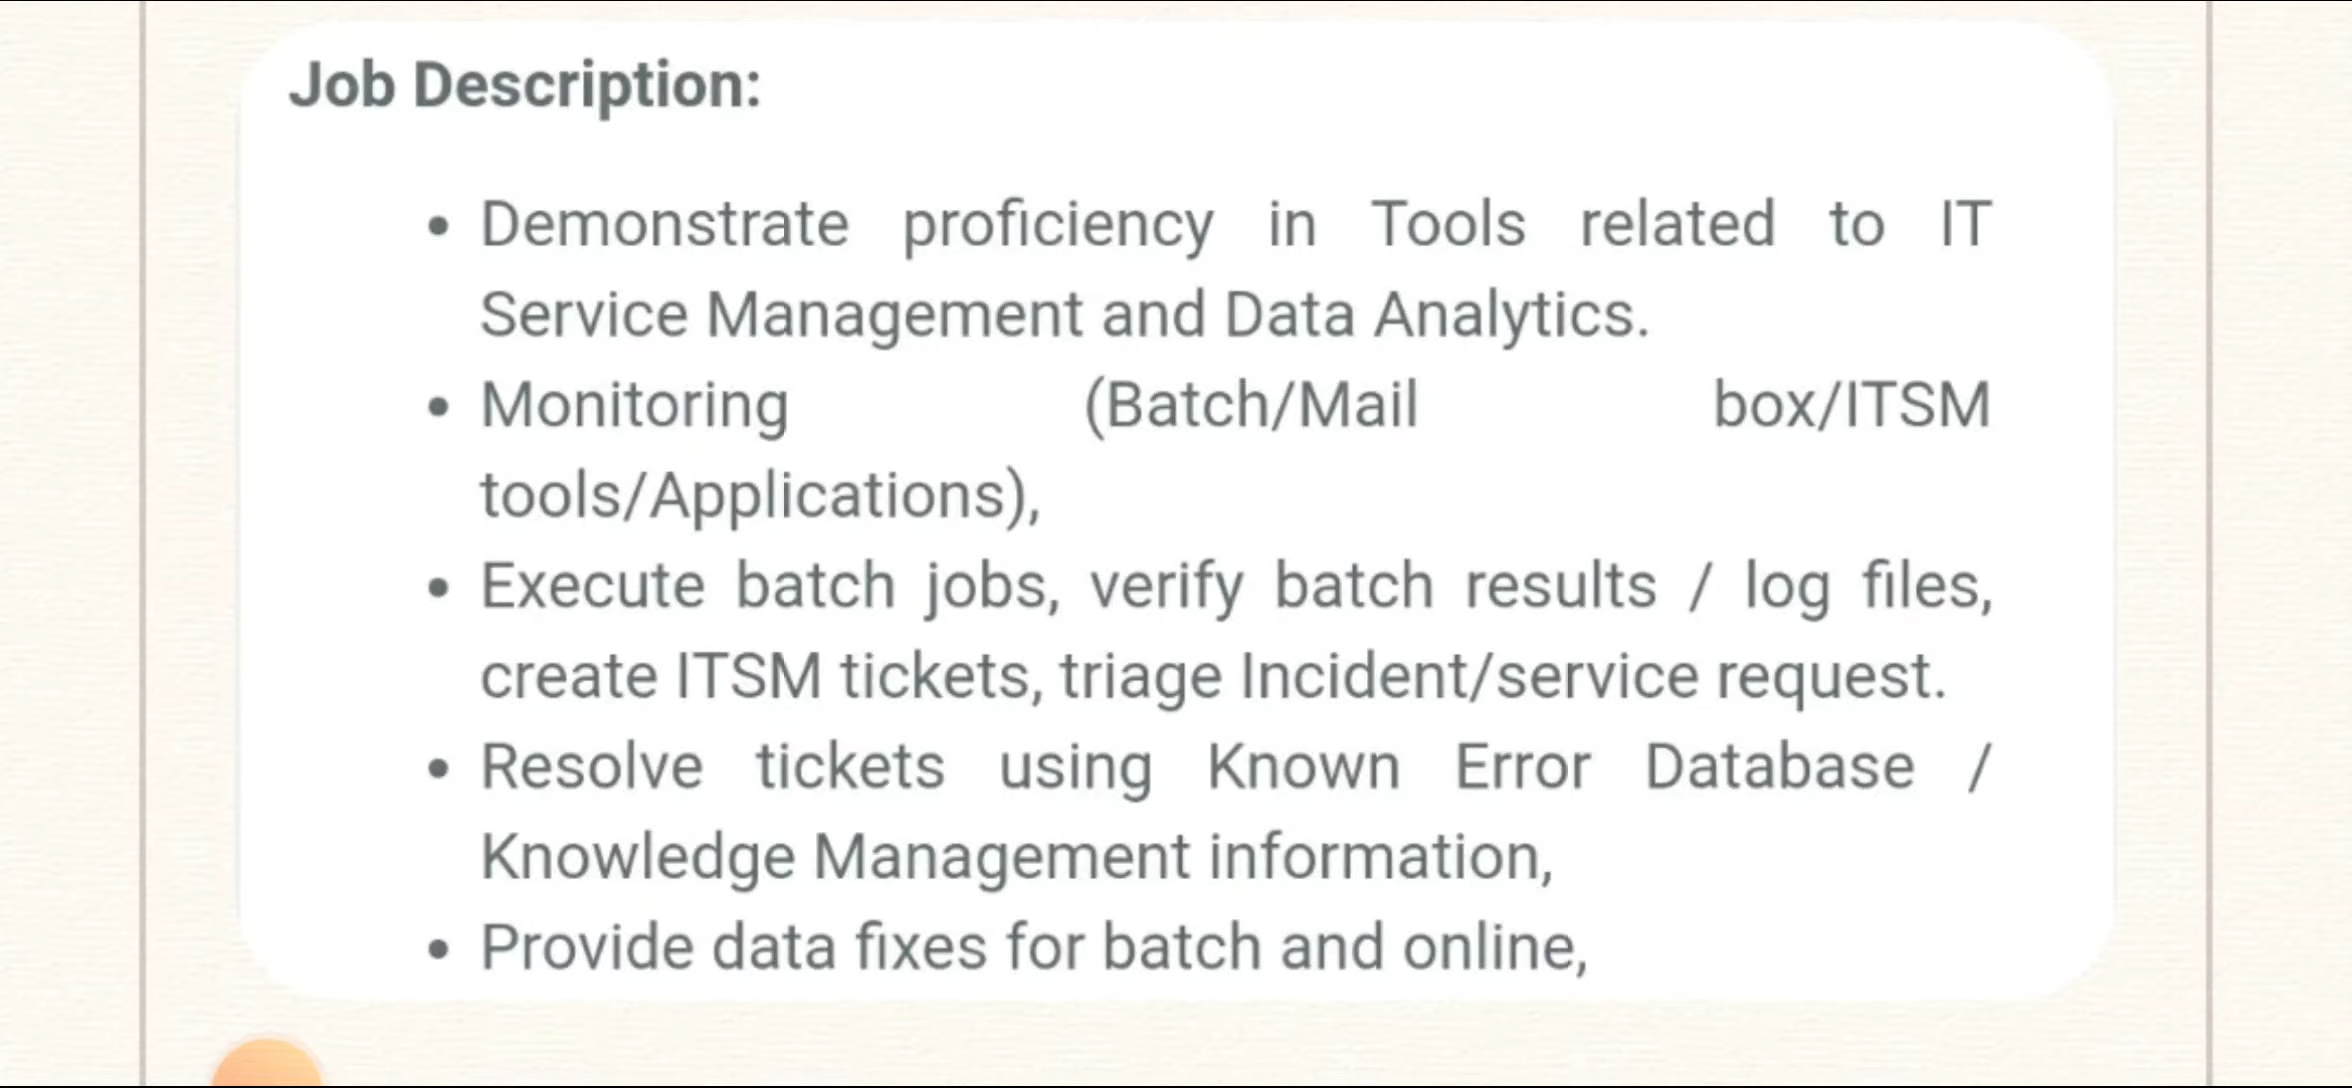 Job Description:
• Demonstrate proficiency in Tools related to IT
Service Management and Data Analytics.
• Monitoring (Batch/Mail box/ITSM
tools/Applications),
• Execute batch jobs, verify batch results / log files,
create ITSM tickets, triage Incident/service request.
• Resolve tickets using Known Error Database /
Knowledge Management information,
• Provide data fixes for batch and online,